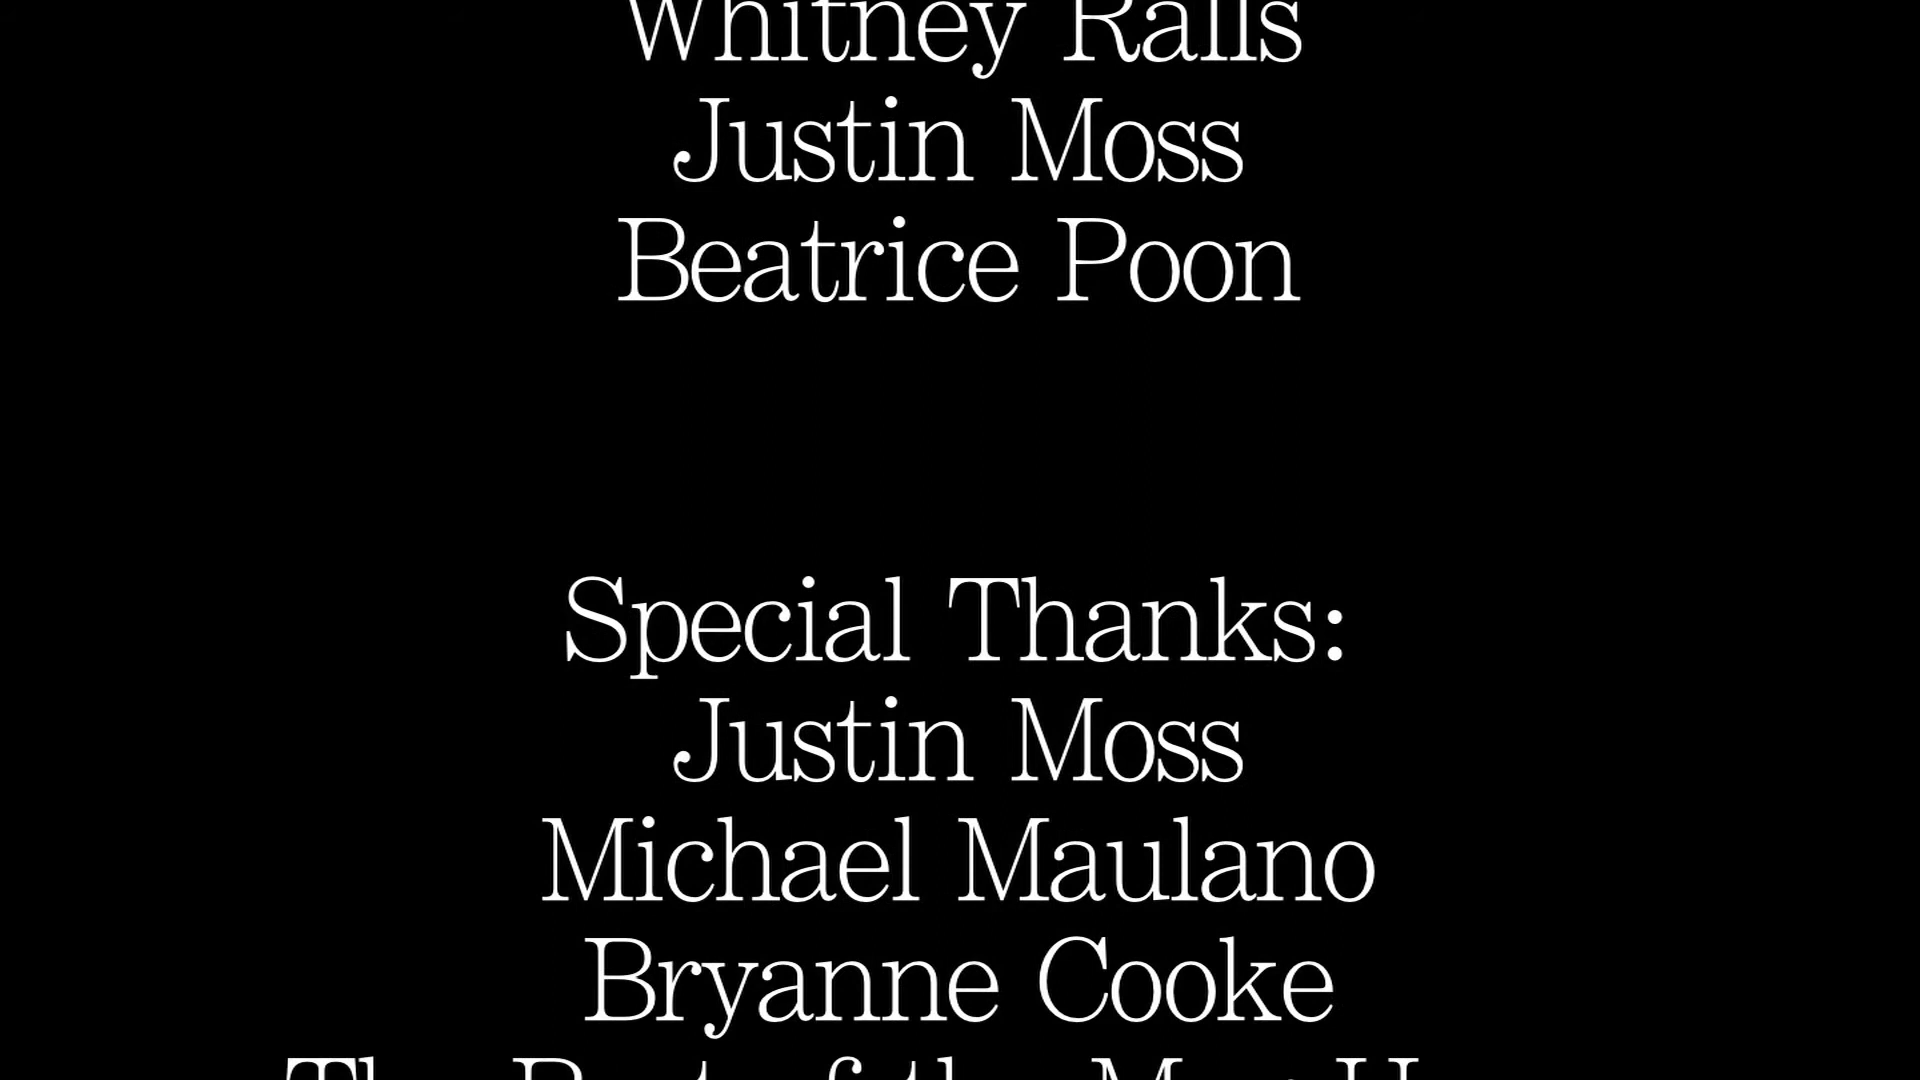 Whitney Ralls
Justin Moss
Beatrice Poon
Special Thanks:
Justin Moss
Michael Maulano
Bryanne Cooke